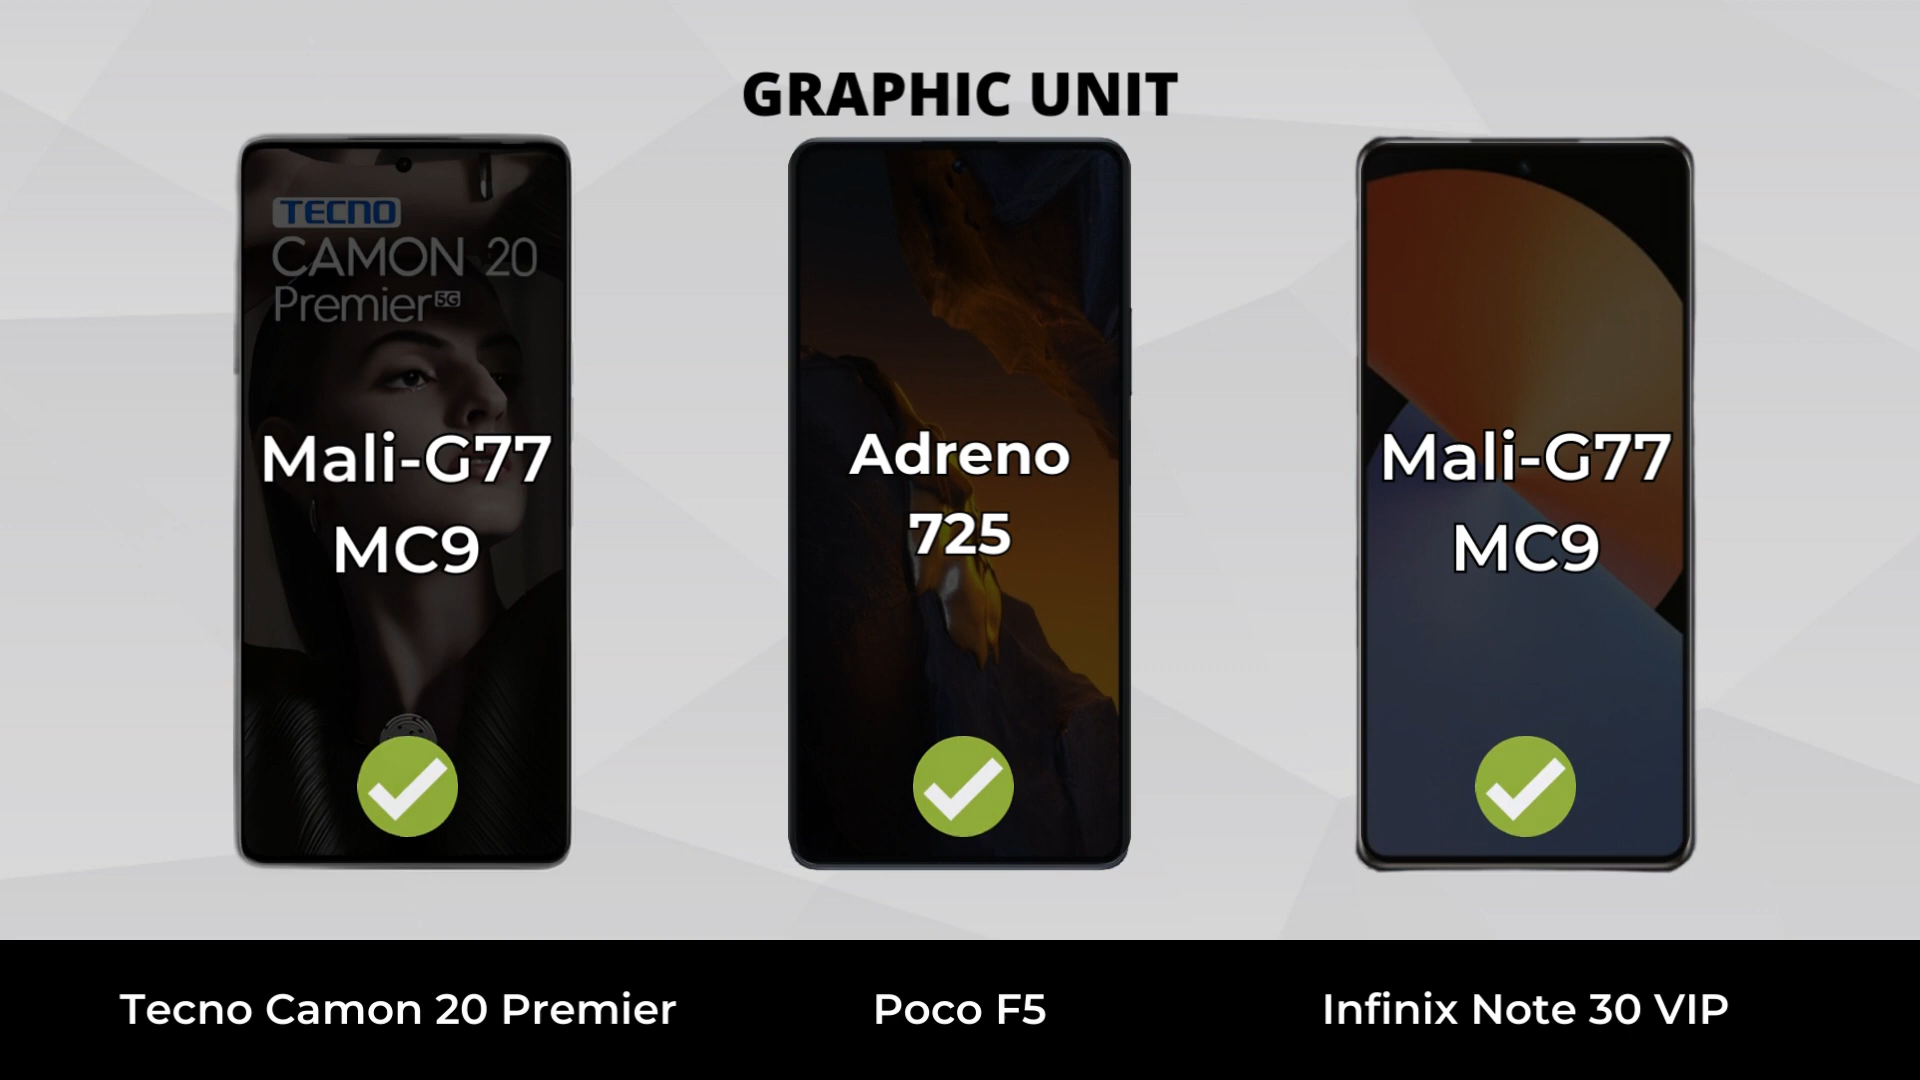 GRAPHIC UNIT
TECNO
CAMON 20
Premier 5G
Mali-G77
MC9
Adreno
725
Mali-G77
MC9
Tecno Camon 20 Premier
Poco F5
Infinix Note 30 VIP